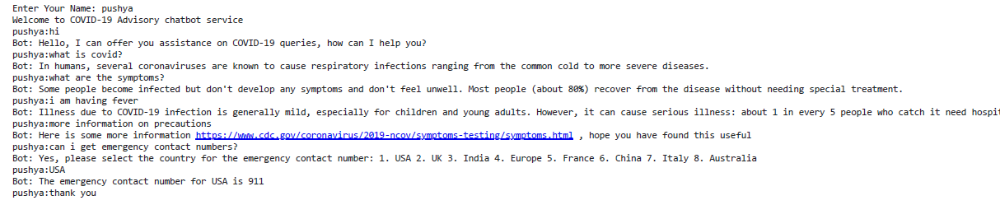 Enter Your Name: pushya
Welcome to COVID-19 Advisory chatbot service
pushya:hi
Bot: Hello, I can offer you assistance on COVID-19 queries, how can I help you?
pushya:what is covid?
Bot: In humans, several coronaviruses are known to cause respiratory infections ranging from the common cold to more severe diseases.
pushya:what are the symptoms?
Bot: Some people become infected but don't develop any symptoms and don't feel unwell. Most people (about 80%) recover from the disease without needing special treatment.
pushya:i am having fever
Bot: Illness due to COVID-19 infection is generally mild, especially for children and young adults. However, it can cause serious illness: about 1 in every 5 people who catch it need hospit
pushya:more information on precautions
Bot: Here is some more information https://www.cdc.gov/coronavirus/2019-ncov/symptoms-testing/symptoms.html , hope you have found this useful
pushya:can i get emergency contact numbers?
Bot: Yes, please select the country for the emergency contact number: 1. USA 2. UK 3. India 4. Europe 5. France 6. China 7. Italy 8. Australia
pushya:USA
Bot: The emergency contact number for USA is 911
pushya:thank you